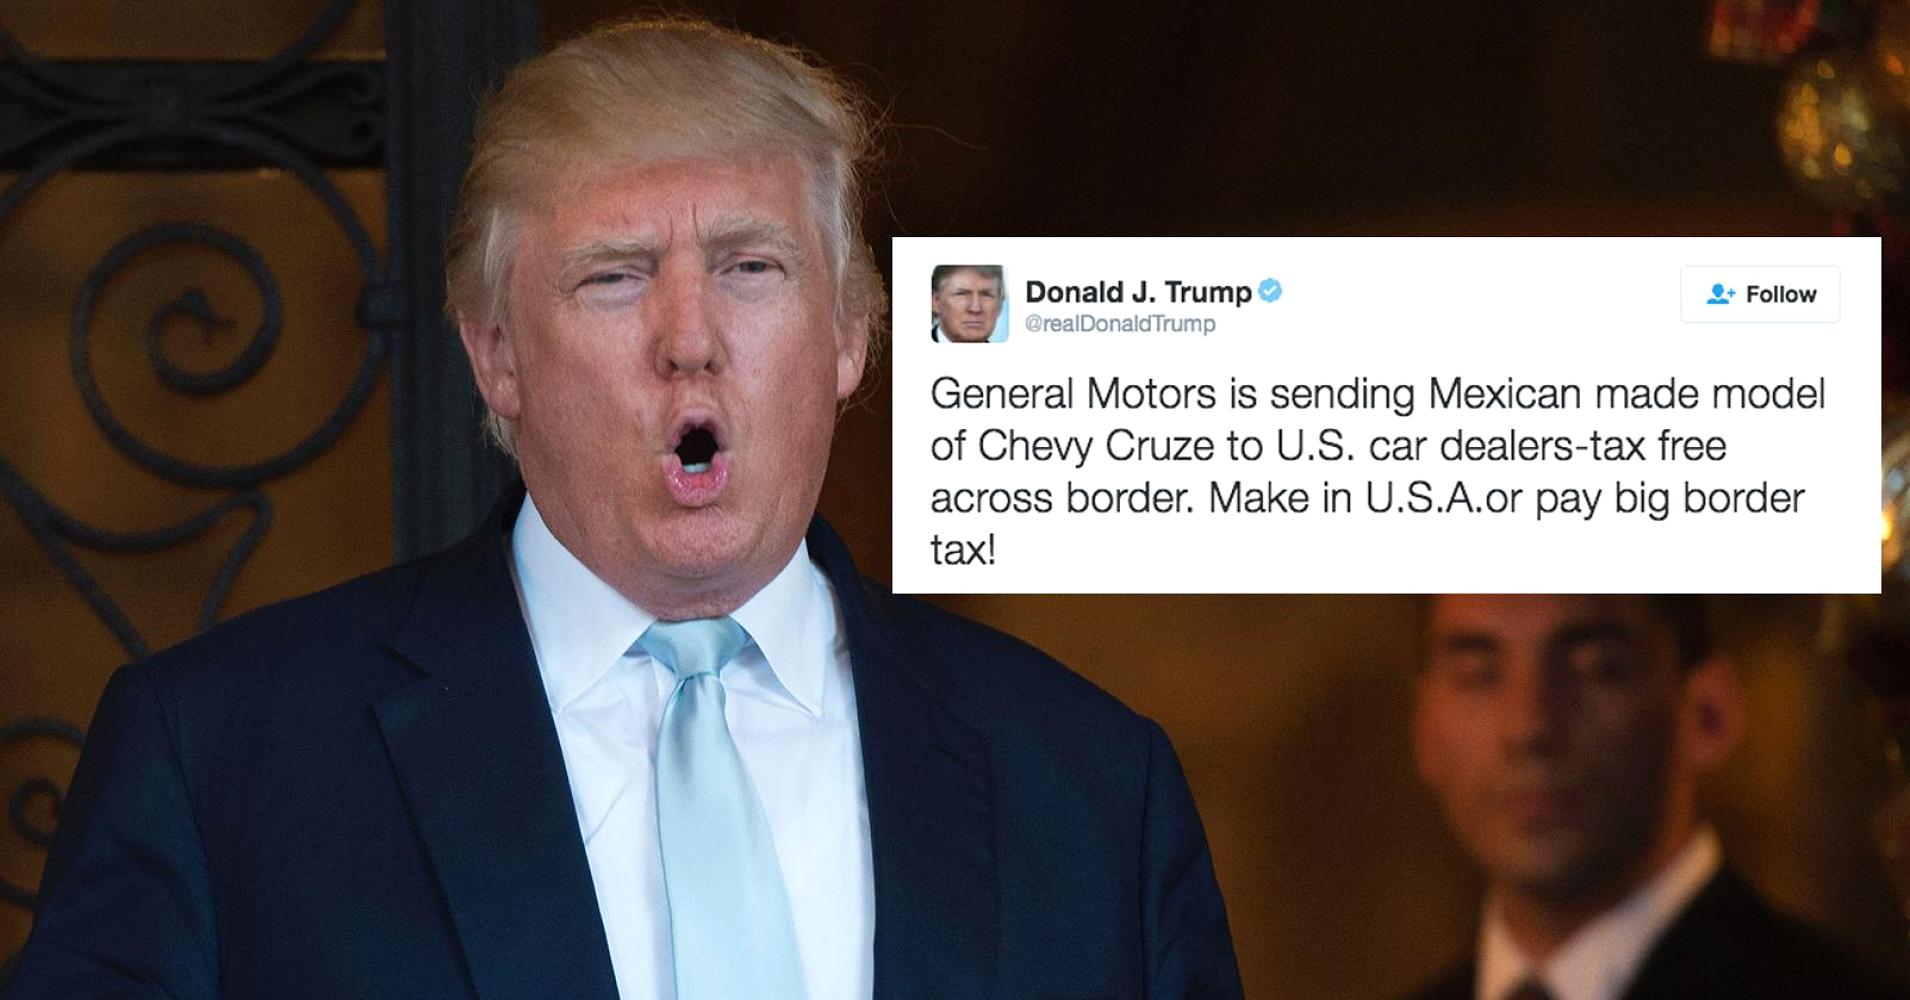 Donald J. Trump
@realDonaldTrump
Follow
General Motors is sending Mexican made model
of Chevy Cruze to U.S. car dealers-tax free
across border. Make in U.S.A.or pay big border
tax!